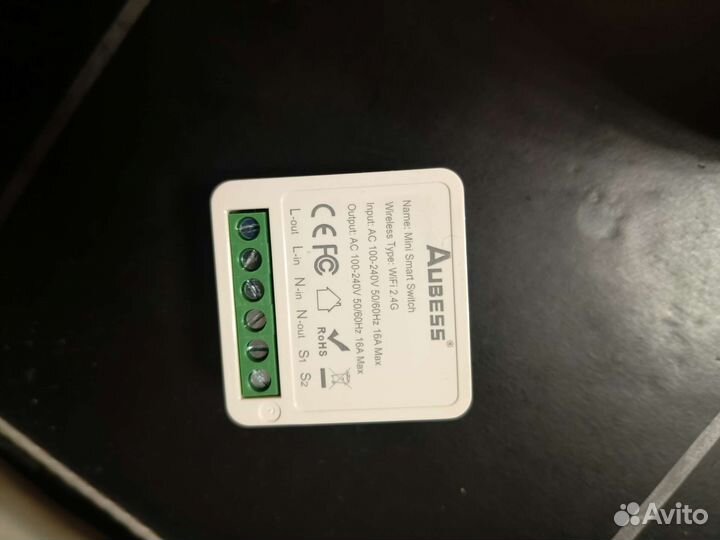 AUBESS®
Name: Mini Smart Switch
Wireless Type: WiFi 2.4G
Input: AC 100-240V 50/60Hz 16A Max
Output: AC 100-240V 50/60Hz 16A Max
CE FC RoHS
L-out L-in N-in N-out S1 S2
Avito